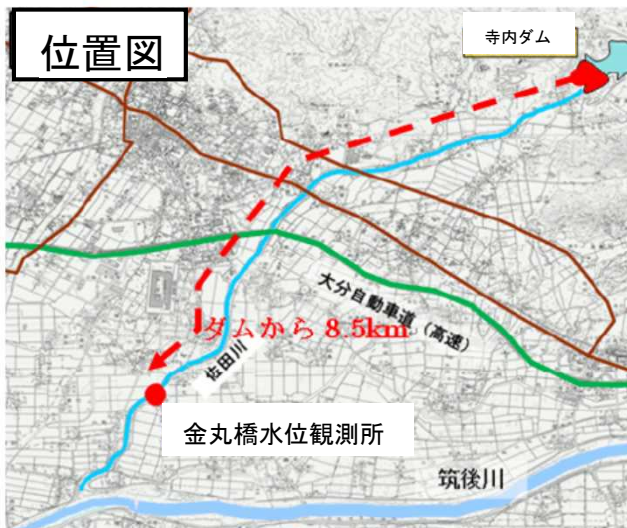 位置図
寺内ダム
大分自動車道（高速）
ダムから 8.5km
佐田川
金丸橋水位観測所
筑後川